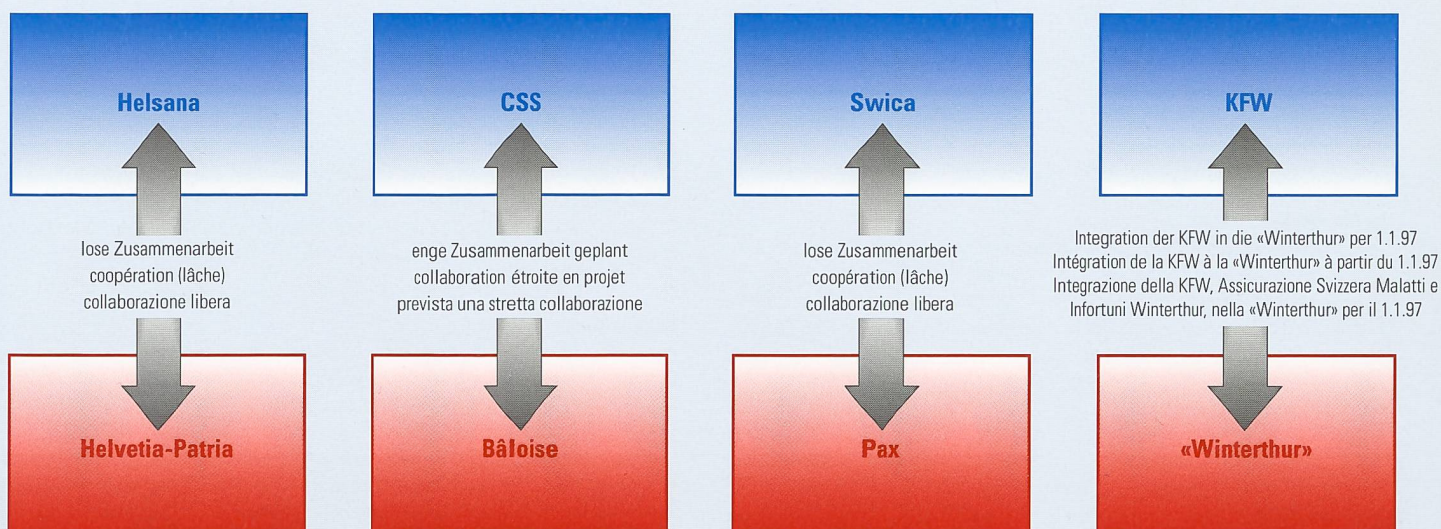 Helsana
lose Zusammenarbeit
coopération (lâche)
collaborazione libera
Helvetia-Patria
CSS
enge Zusammenarbeit geplant
collaboration étroite en projet
prevista una stretta collaborazione
Bâloise
Swica
lose Zusammenarbeit
coopération (lâche)
collaborazione libera
Pax
KFW
Integration der KFW in die «Winterthur» per 1.1.97
Intégration de la KFW à la «Winterthur» à partir du 1.1.97
Integrazione della KFW, Assicurazione Svizzera Malatti e
Infortuni Winterthur, nella «Winterthur» per il 1.1.97
«Winterthur»